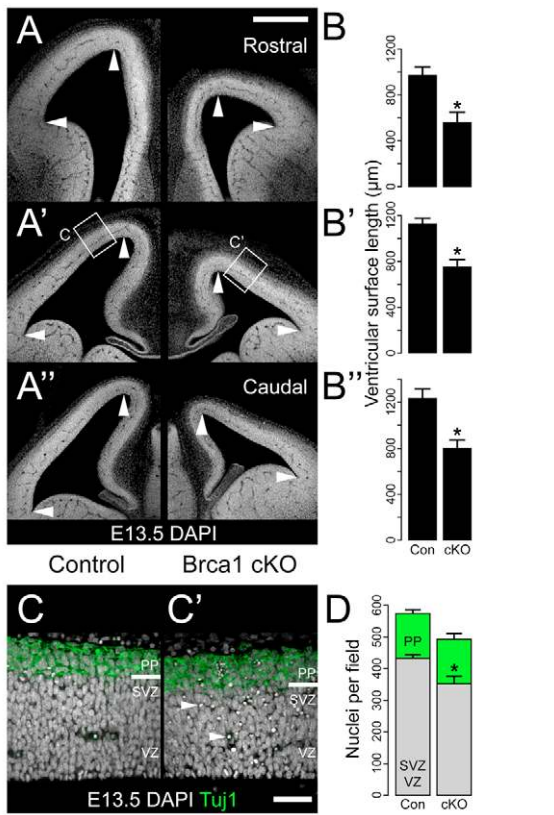 A
Rostral
B
1200
800
400
0
*
A’
C
C’
B’
1200
800
400
0
*
Ventricular surface length (µm)
A’’
Caudal
B’’
1200
800
400
0
*
Con cKO
E13.5 DAPI
Control Brca1 cKO
C
PP
SVZ
VZ
C’
PP
SVZ
VZ
E13.5 DAPI Tuj1
D
Nuclei per field
600
500
400
300
200
100
0
PP
*
SVZ
VZ
Con cKO